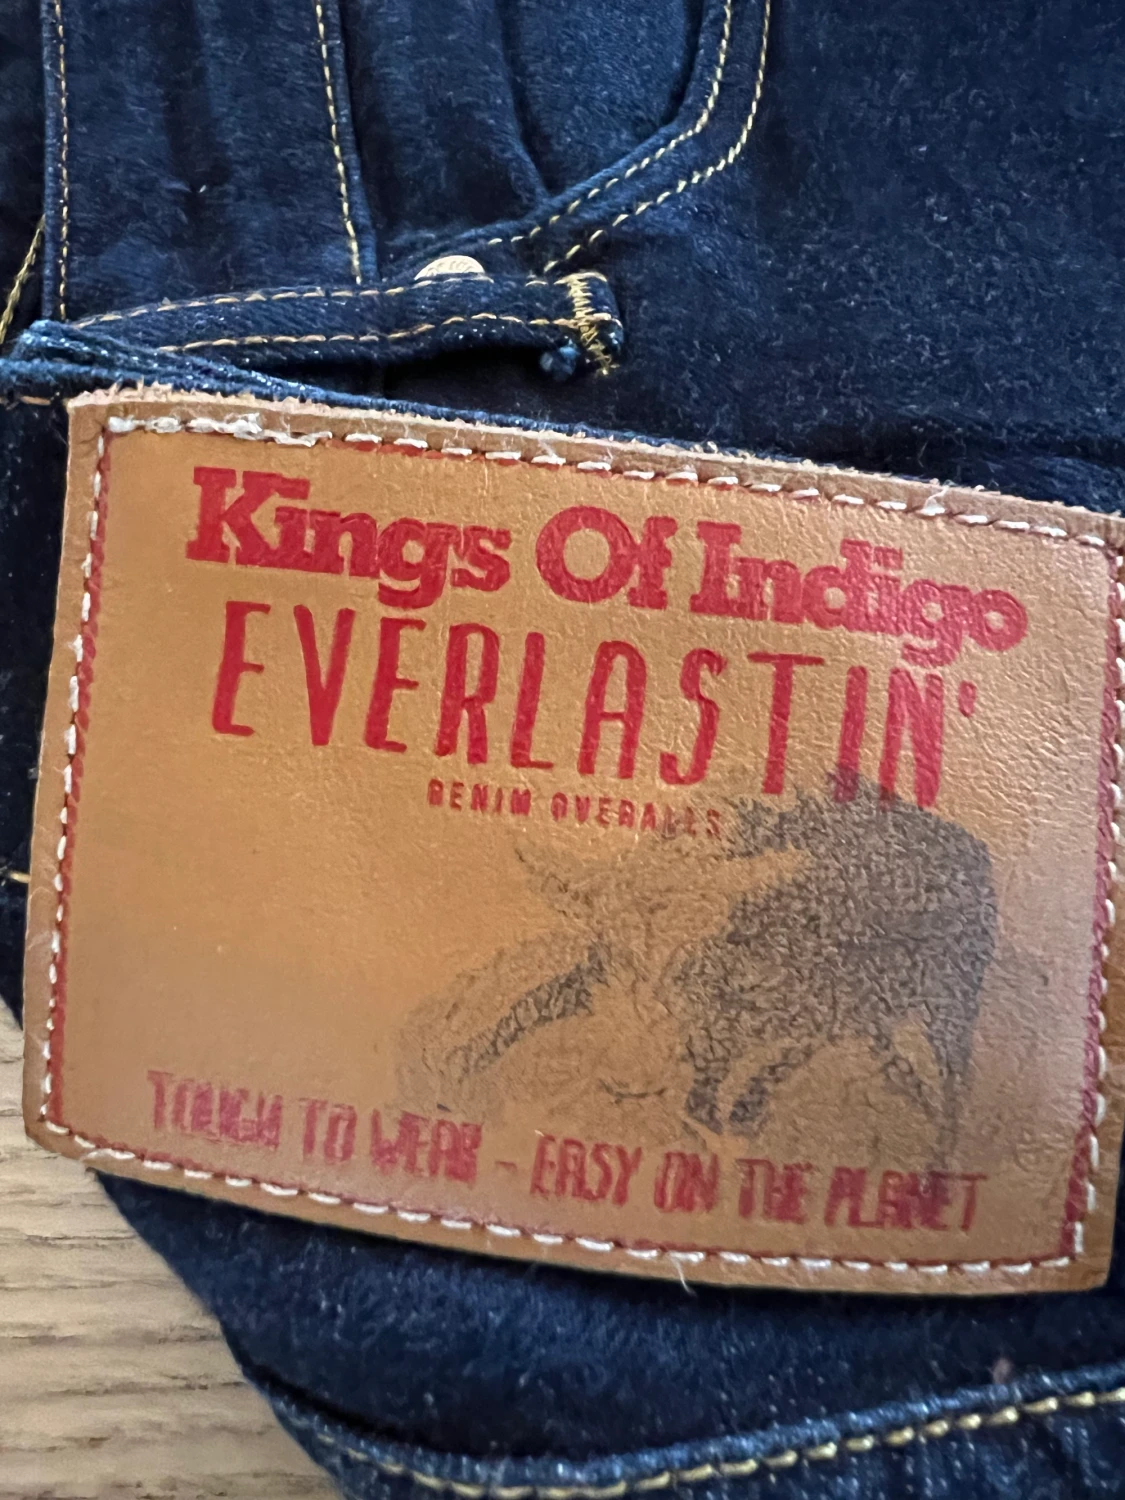 Kings Of Indigo
EVERLASTIN'
DENIM OVERALLS
TOUGH TO WEAR - EASY ON THE PLANET